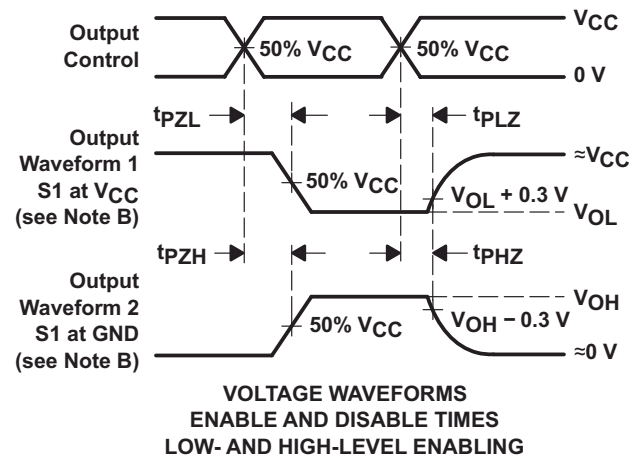 Output
Control
50% VCC
50% VCC
VCC
0 V
tPZL
tPLZ
Output
Waveform 1
S1 at VCC
(see Note B)
50% VCC
≈VCC
VOL + 0.3 V
VOL
tPZH
tPHZ
Output
Waveform 2
S1 at GND
(see Note B)
50% VCC
VOH
VOH − 0.3 V
≈0 V
VOLTAGE WAVEFORMS
ENABLE AND DISABLE TIMES
LOW- AND HIGH-LEVEL ENABLING